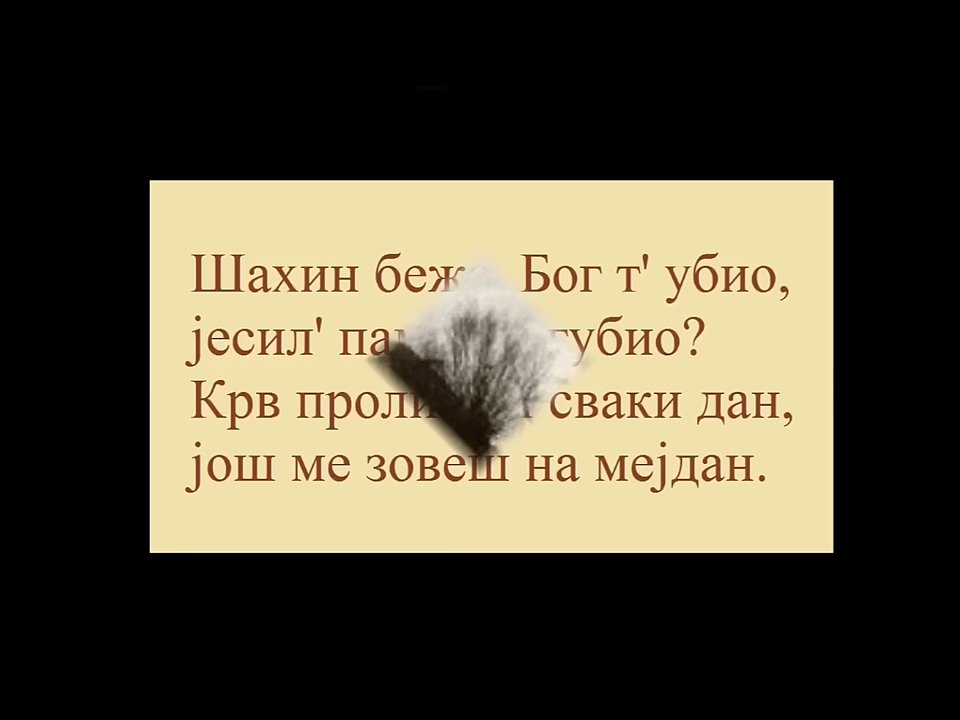 Шахин Бог т' убио,
јесил'
Крв сваки дан,
још ме зовеш на мејдан.